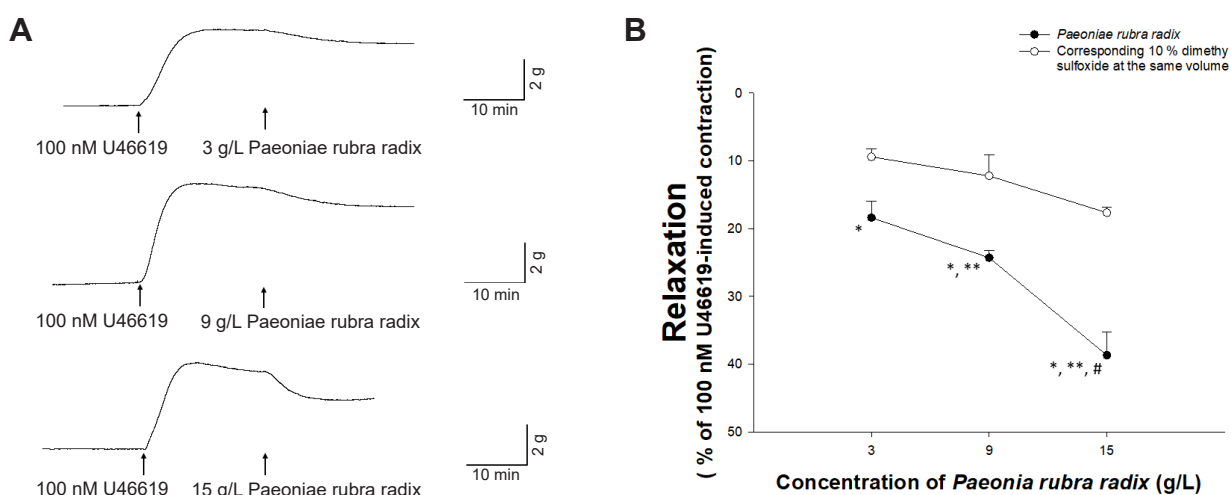 A
2 g
10 min
100 nM U46619
3 g/L Paeoniae rubra radix
2 g
10 min
100 nM U46619
9 g/L Paeoniae rubra radix
2 g
10 min
100 nM U46619
15 g/L Paeoniae rubra radix
B
Paeoniae rubra radix
Corresponding 10 % dimethy
sulfoxide at the same volume
Relaxation
( % of 100 nM U46619-induced contraction)
0
10
20
30
40
50
*
*, **
*, **, #
3
9
15
Concentration of Paeonia rubra radix (g/L)